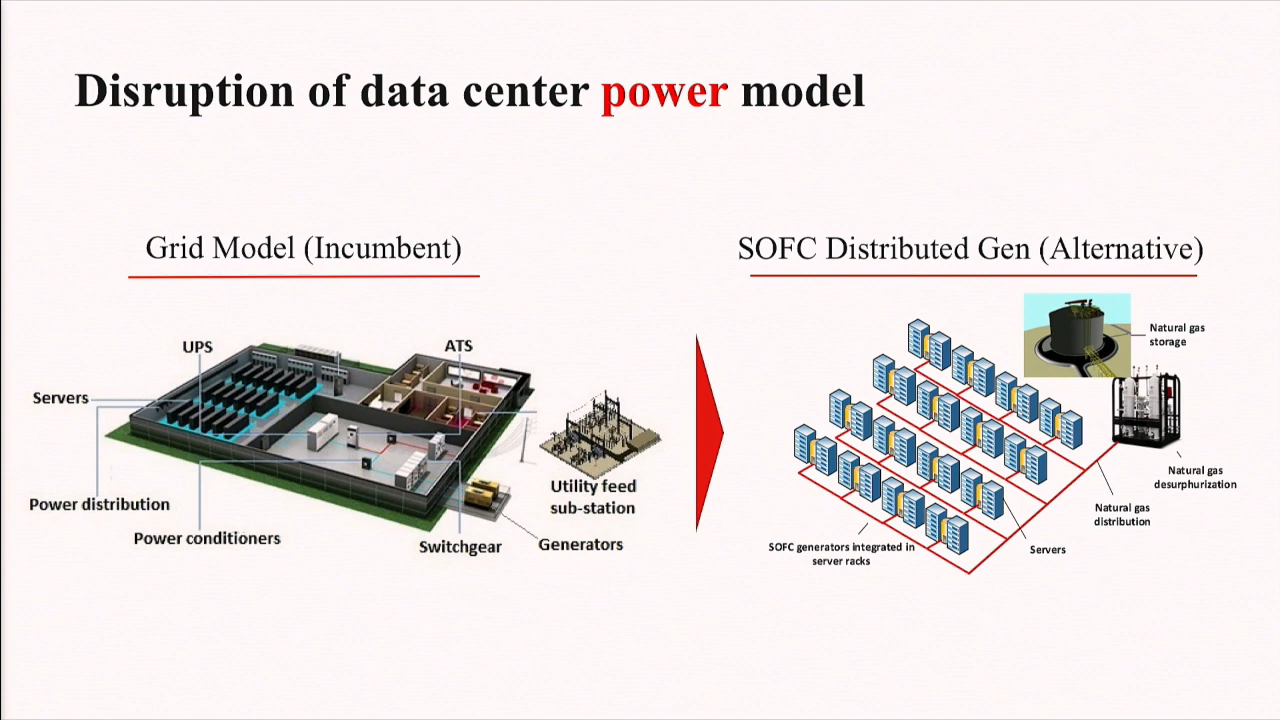 Disruption of data center power model
Grid Model (Incumbent)
UPS
ATS
Servers
Power distribution
Power conditioners
Switchgear
Generators
Utility feed
sub-station
SOFC Distributed Gen (Alternative)
Natural gas
storage
Natural gas
desurphurization
Natural gas
distribution
Servers
SOFC generators integrated in
server racks